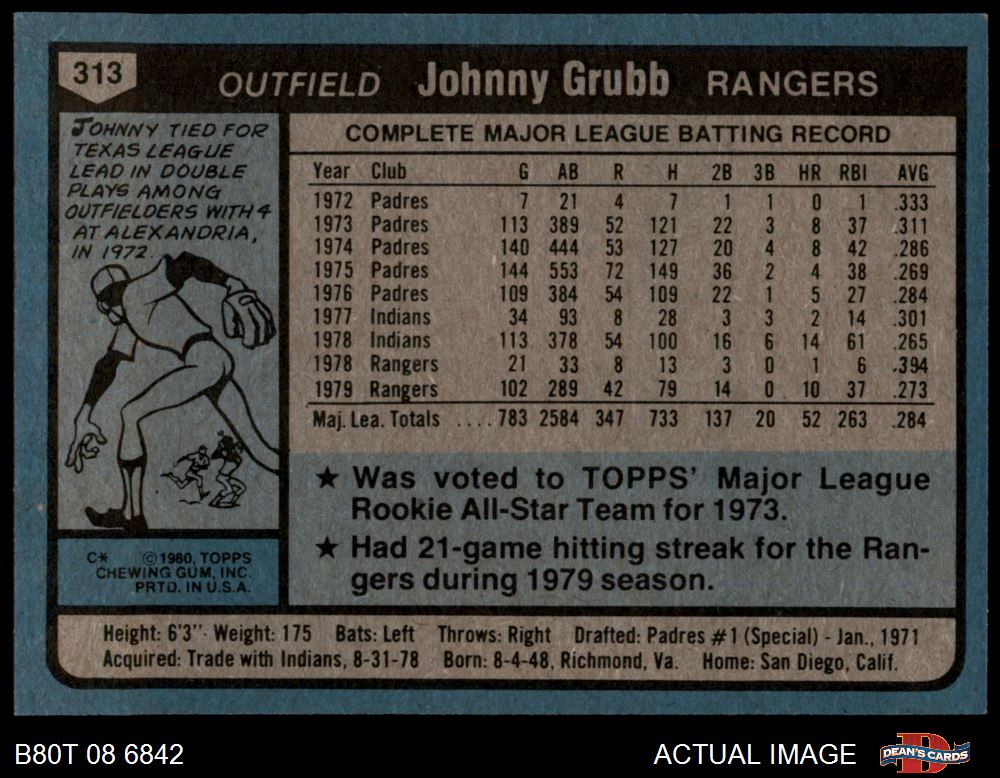 313
OUTFIELD Johnny Grubb RANGERS
JOHNNY TIED FOR
TEXAS LEAGUE
LEAD IN DOUBLE
PLAYS AMONG
OUTFIELDERS WITH 4
AT ALEXANDRIA,
IN 1972.
C* ©1980, TOPPS
CHEWING GUM, INC.
PRTD. IN U.S.A.
COMPLETE MAJOR LEAGUE BATTING RECORD
Year Club G AB R H 2B 3B HR RBI AVG
1972 Padres 7 21 4 7 1 1 0 1 .333
1973 Padres 113 389 52 121 22 3 8 37 .311
1974 Padres 140 444 53 127 20 4 8 42 .286
1975 Padres 144 553 72 149 36 2 4 38 .269
1976 Padres 109 384 54 109 22 1 5 27 .284
1977 Indians 34 93 8 28 3 3 2 14 .301
1978 Indians 113 378 54 100 16 6 14 61 .265
1978 Rangers 21 33 8 13 3 0 1 6 .394
1979 Rangers 102 289 42 79 14 0 10 37 .273
Maj. Lea. Totals .... 783 2584 347 733 137 20 52 263 .284
★ Was voted to TOPPS' Major League
Rookie All-Star Team for 1973.
★ Had 21-game hitting streak for the Ran-
gers during 1979 season.
Height: 6'3" Weight: 175 Bats: Left Throws: Right Drafted: Padres #1 (Special) - Jan., 1971
Acquired: Trade with Indians, 8-31-78 Born: 8-4-48, Richmond, Va. Home: San Diego, Calif.
B80T 08 6842 ACTUAL IMAGE DEAN'S CARDS